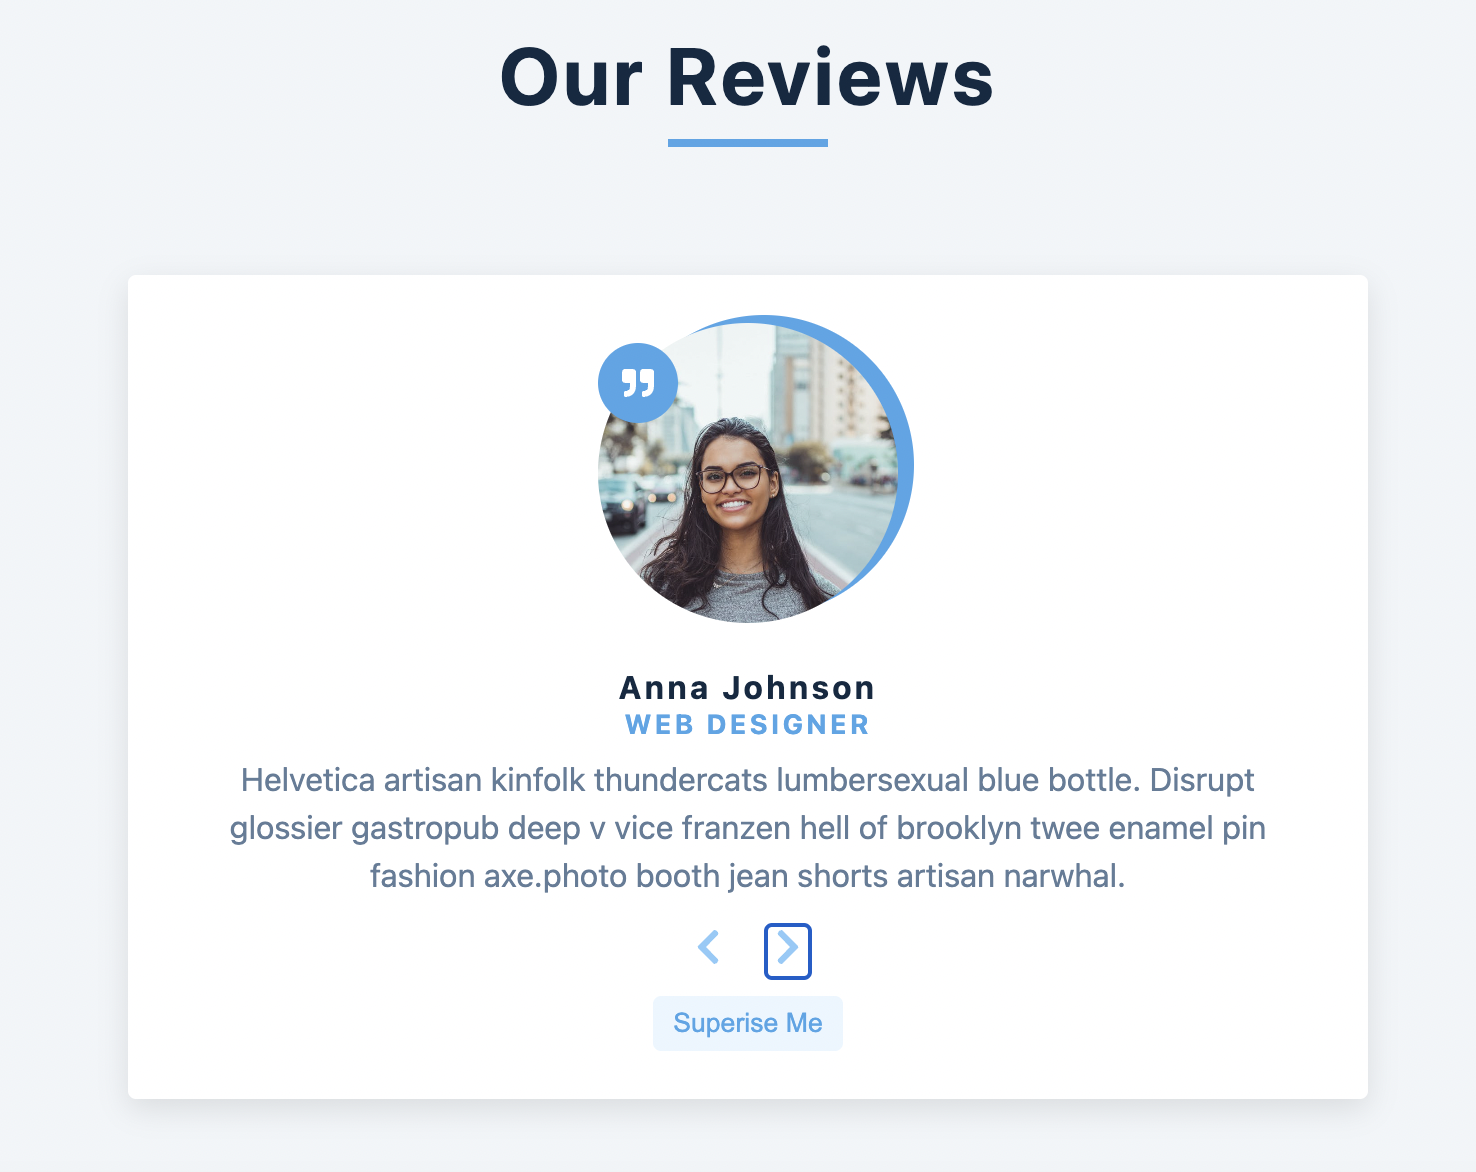 Our Reviews
Anna Johnson
WEB DESIGNER
Helvetica artisan kinfolk thundercats lumbersexual blue bottle. Disrupt
glossier gastropub deep v vice franzen hell of brooklyn twee enamel pin
fashion axe.photo booth jean shorts artisan narwhal.
Superise Me